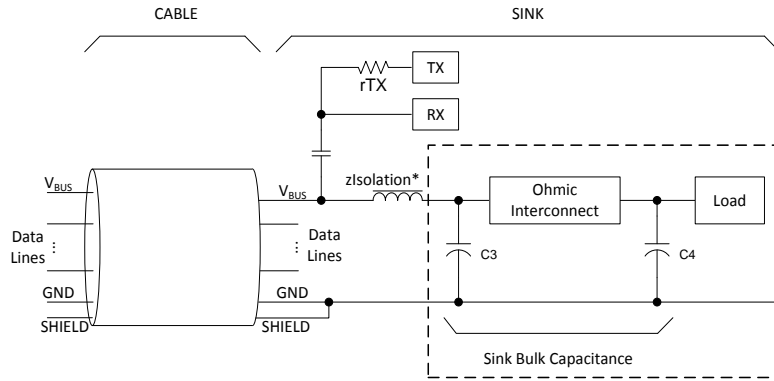 CABLE
SINK
TX
rTX
RX
VBUS
VBUS
zIsolation*
Ohmic
Interconnect
Load
Data
Lines
...
...
Data
Lines
C3
C4
GND
GND
SHIELD
SHIELD
Sink Bulk Capacitance